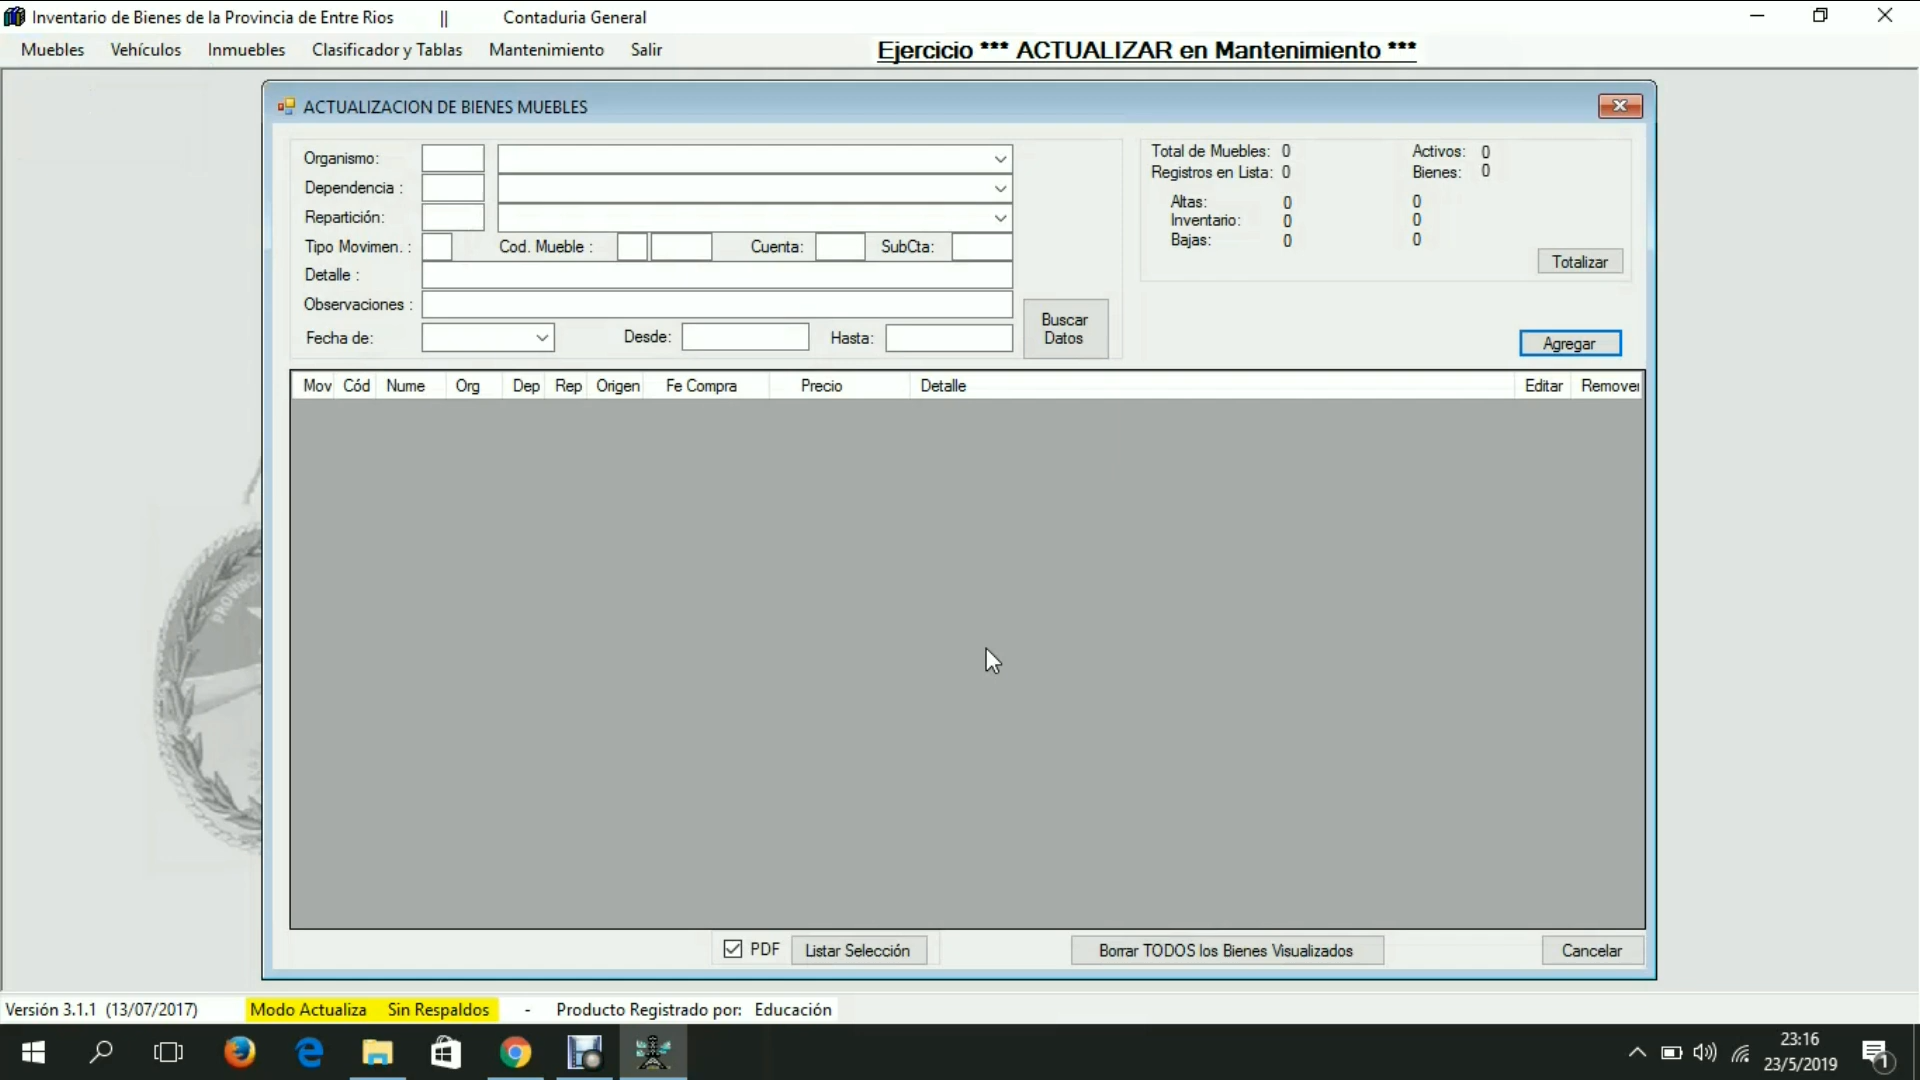 Inventario de Bienes de la Provincia de Entre Rios || Contaduria General
Muebles Vehículos Inmuebles Clasificador y Tablas Mantenimiento Salir Ejercicio *** ACTUALIZAR en Mantenimiento ***
ACTUALIZACION DE BIENES MUEBLES
Organismo:
Dependencia :
Repartición:
Tipo Movimen. : Cod. Mueble : Cuenta: SubCta:
Detalle :
Observaciones :
Fecha de: Desde: Hasta:
Buscar
Datos
Total de Muebles: 0 Activos: 0
Registros en Lista: 0 Bienes: 0
Altas: 0 0
Inventario: 0 0
Bajas: 0 0
Totalizar
Agregar
Mov Cód Nume Org Dep Rep Origen Fe Compra Precio Detalle Editar Remover
PDF Listar Selección Borrar TODOS los Bienes Visualizados Cancelar
Versión 3.1.1 (13/07/2017) Modo Actualiza Sin Respaldos - Producto Registrado por: Educación
23:16
23/5/2019
1